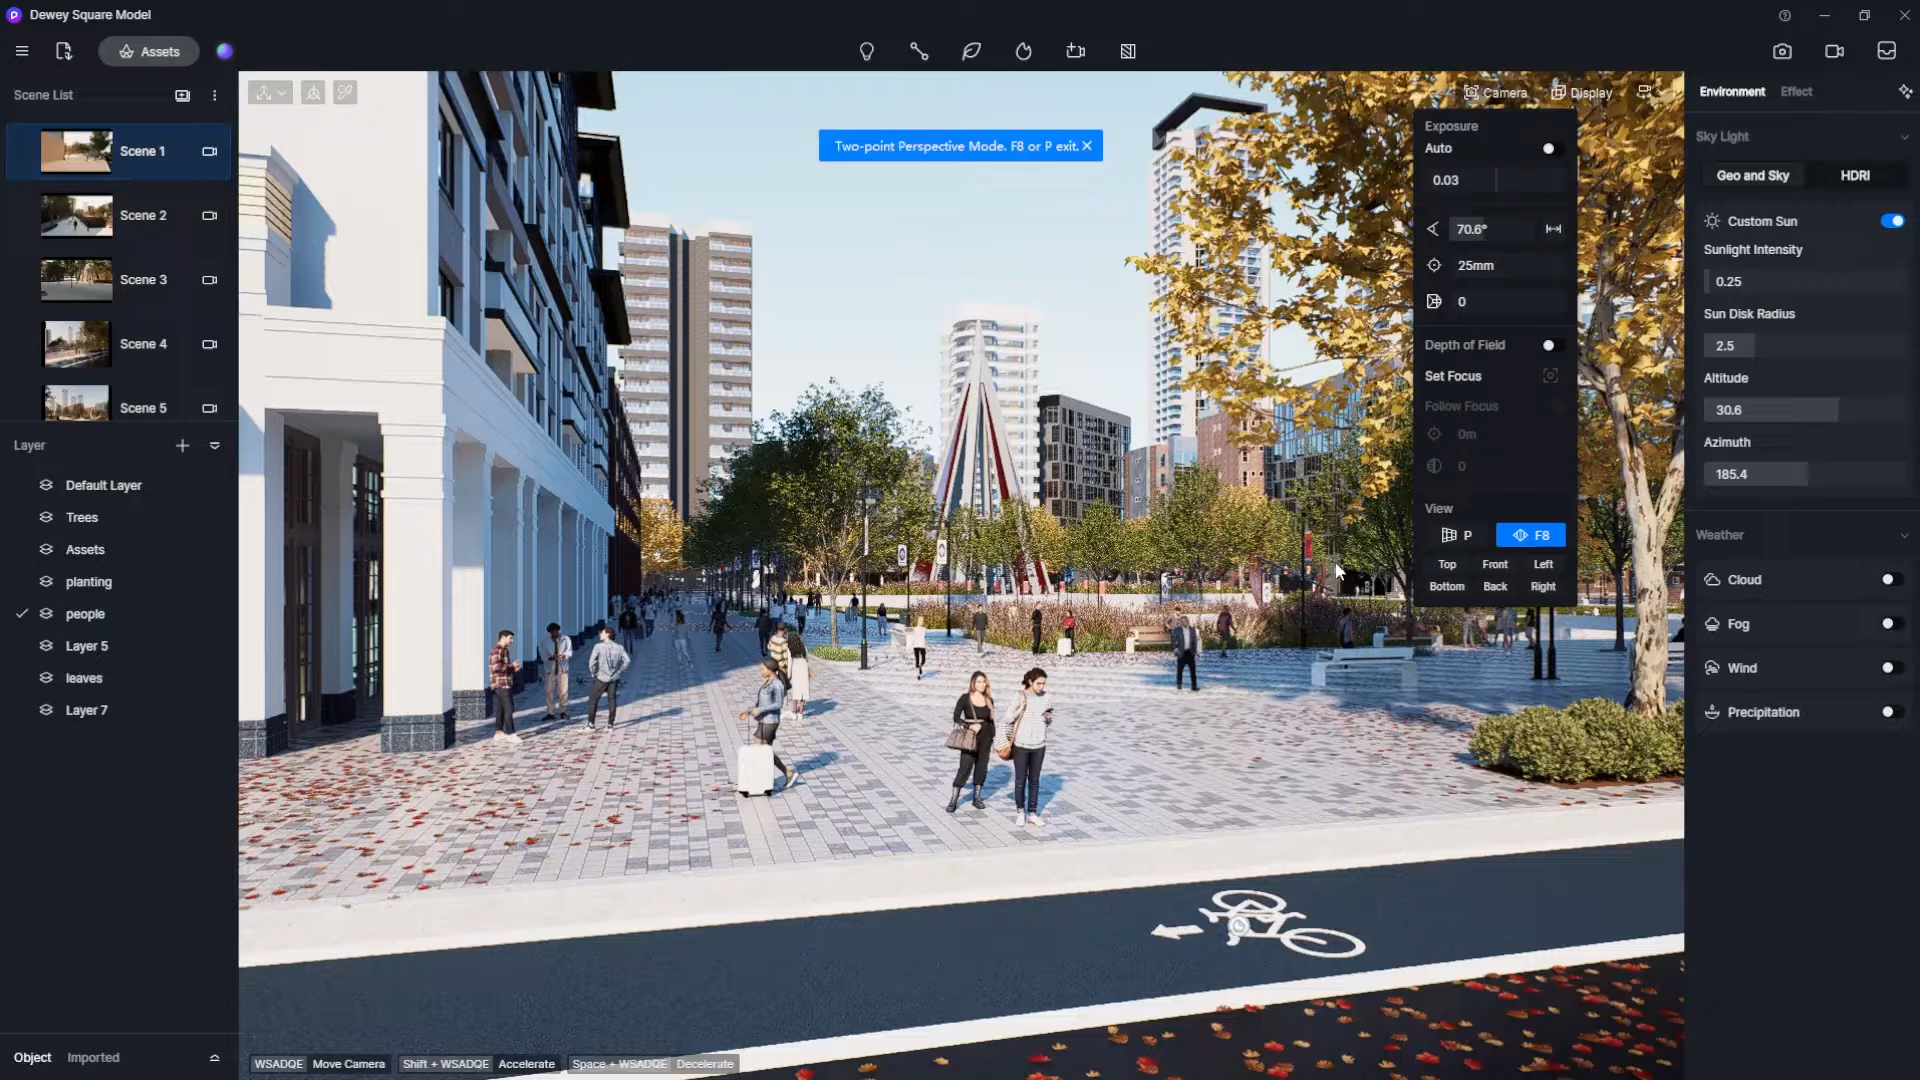 Dewey Square Model
Assets
Scene List
Scene 1
Scene 2
Scene 3
Scene 4
Scene 5
Layer
Default Layer
Trees
Assets
planting
people
Layer 5
leaves
Layer 7
Object Imported
Two-point Perspective Mode. F8 or P exit.
Camera Display
Exposure
Auto
0.03
70.6°
25mm
0
Depth of Field
Set Focus
Follow Focus
0m
0
View
P F8
Top Front Left
Bottom Back Right
WSADQE Move Camera Shift + WSADQE Accelerate Space + WSADQE Decelerate
Environment Effect
Sky Light
Geo and Sky HDRI
Custom Sun
Sunlight Intensity
0.25
Sun Disk Radius
2.5
Altitude
30.6
Azimuth
185.4
Weather
Cloud
Fog
Wind
Precipitation